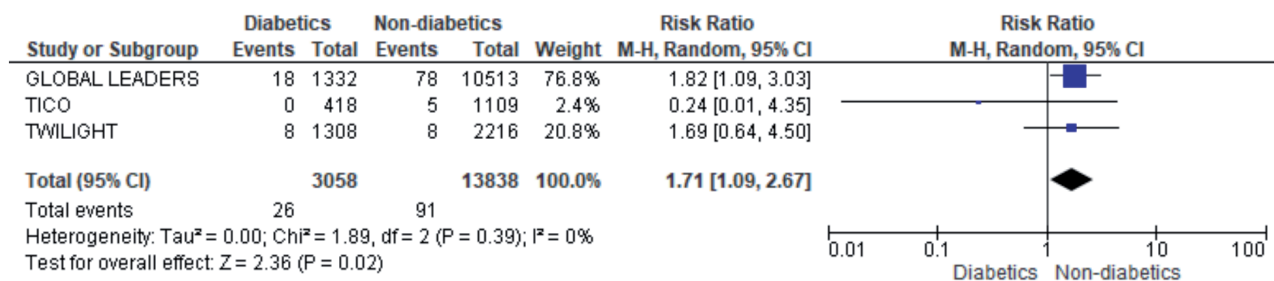 Diabetics Non-diabetics Risk Ratio Risk Ratio
Study or Subgroup Events Total Events Total Weight M-H, Random, 95% CI M-H, Random, 95% CI
GLOBAL LEADERS 18 1332 78 10513 76.8% 1.82 [1.09, 3.03]
TICO 0 418 5 1109 2.4% 0.24 [0.01, 4.35]
TWILIGHT 8 1308 8 2216 20.8% 1.69 [0.64, 4.50]
Total (95% CI) 3058 13838 100.0% 1.71 [1.09, 2.67]
Total events 26 91
Heterogeneity: Tau² = 0.00; Chi² = 1.89, df = 2 (P = 0.39); I² = 0%
Test for overall effect: Z = 2.36 (P = 0.02)
0.01 0.1 1 10 100
Diabetics Non-diabetics